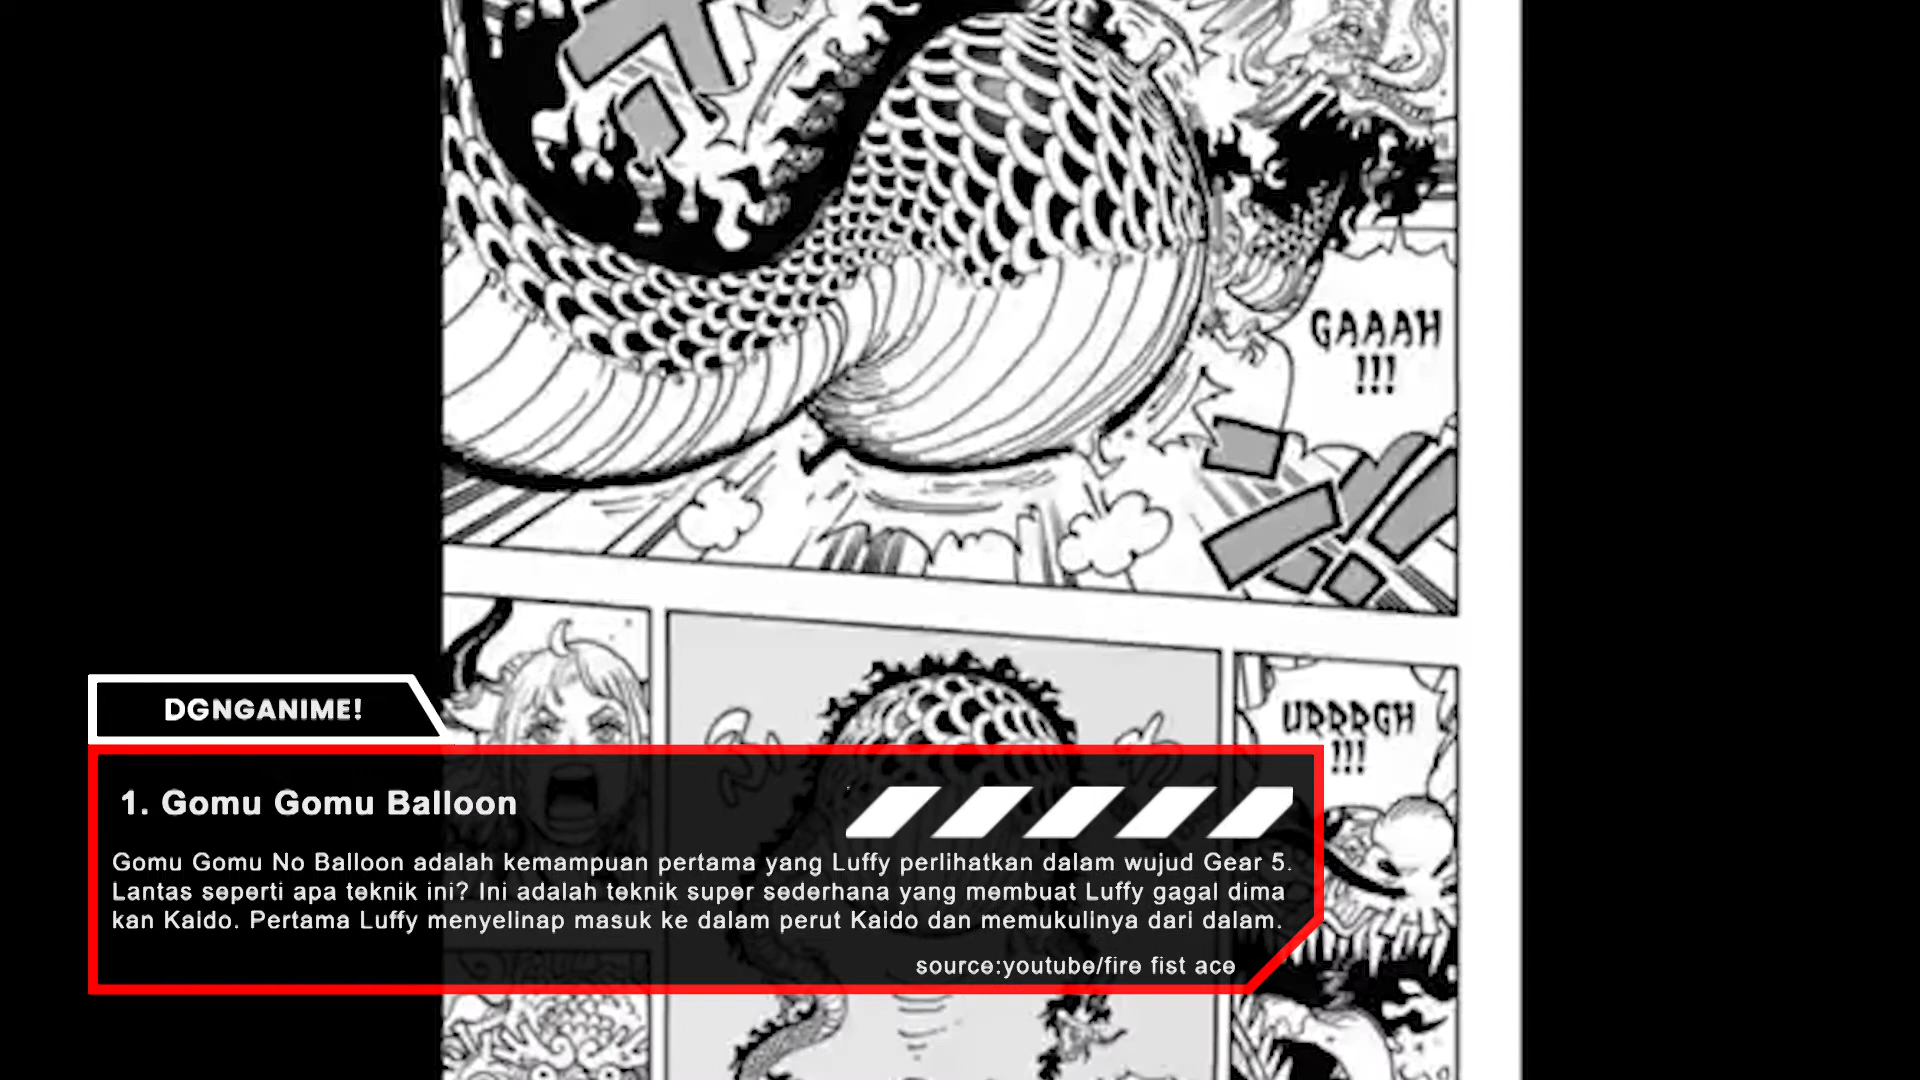 GAAAH
!!!
URRRGH
!!!
DGNGANIME!
1. Gomu Gomu Balloon
Gomu Gomu No Balloon adalah kemampuan pertama yang Luffy perlihatkan dalam wujud Gear 5.
Lantas seperti apa teknik ini? Ini adalah teknik super sederhana yang membuat Luffy gagal dima
kan Kaido. Pertama Luffy menyelinap masuk ke dalam perut Kaido dan memukulinya dari dalam.
source:youtube/fire fist ace